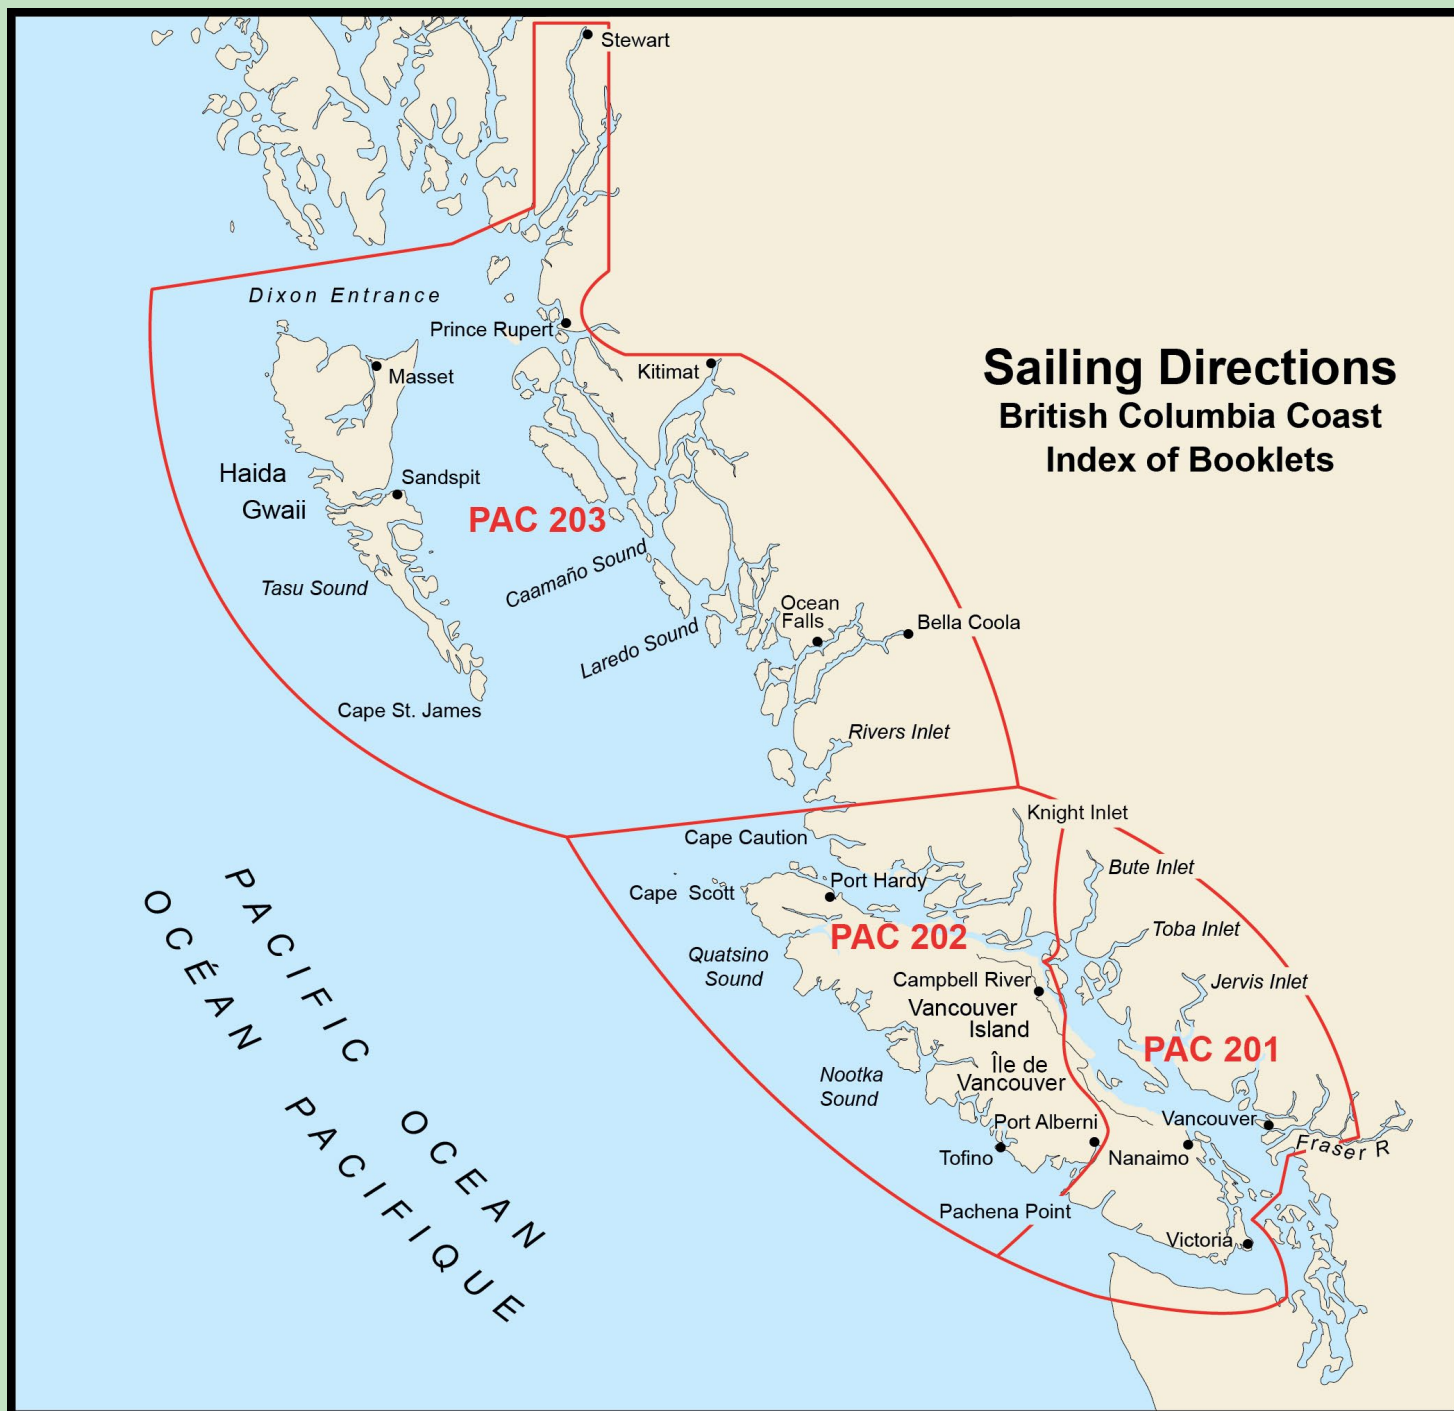 Stewart
Dixon Entrance
Prince Rupert
Masset
Kitimat
Sailing Directions
British Columbia Coast
Index of Booklets
Haida
Gwaii
Sandspit
PAC 203
Tasu Sound
Caamaño Sound
Ocean
Falls
Bella Coola
Laredo Sound
Cape St. James
Rivers Inlet
Knight Inlet
Cape Caution
Bute Inlet
Port Hardy
Cape Scott
PAC 202
Toba Inlet
Quatsino
Sound
Campbell River
Jervis Inlet
Vancouver
Island
PAC 201
Île de
Vancouver
Nootka
Sound
Port Alberni
Vancouver
Fraser R
Tofino
Nanaimo
Pachena Point
Victoria
PACIFIC OCEAN
OCÉAN PACIFIQUE